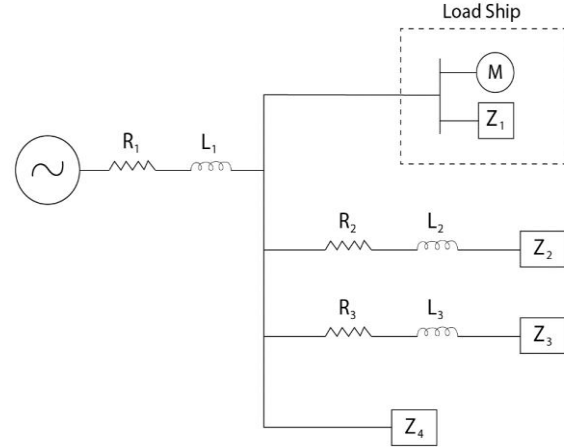 Load Ship
M
Z₁
R₁ L₁
R₂ L₂
Z₂
R₃ L₃
Z₃
Z₄